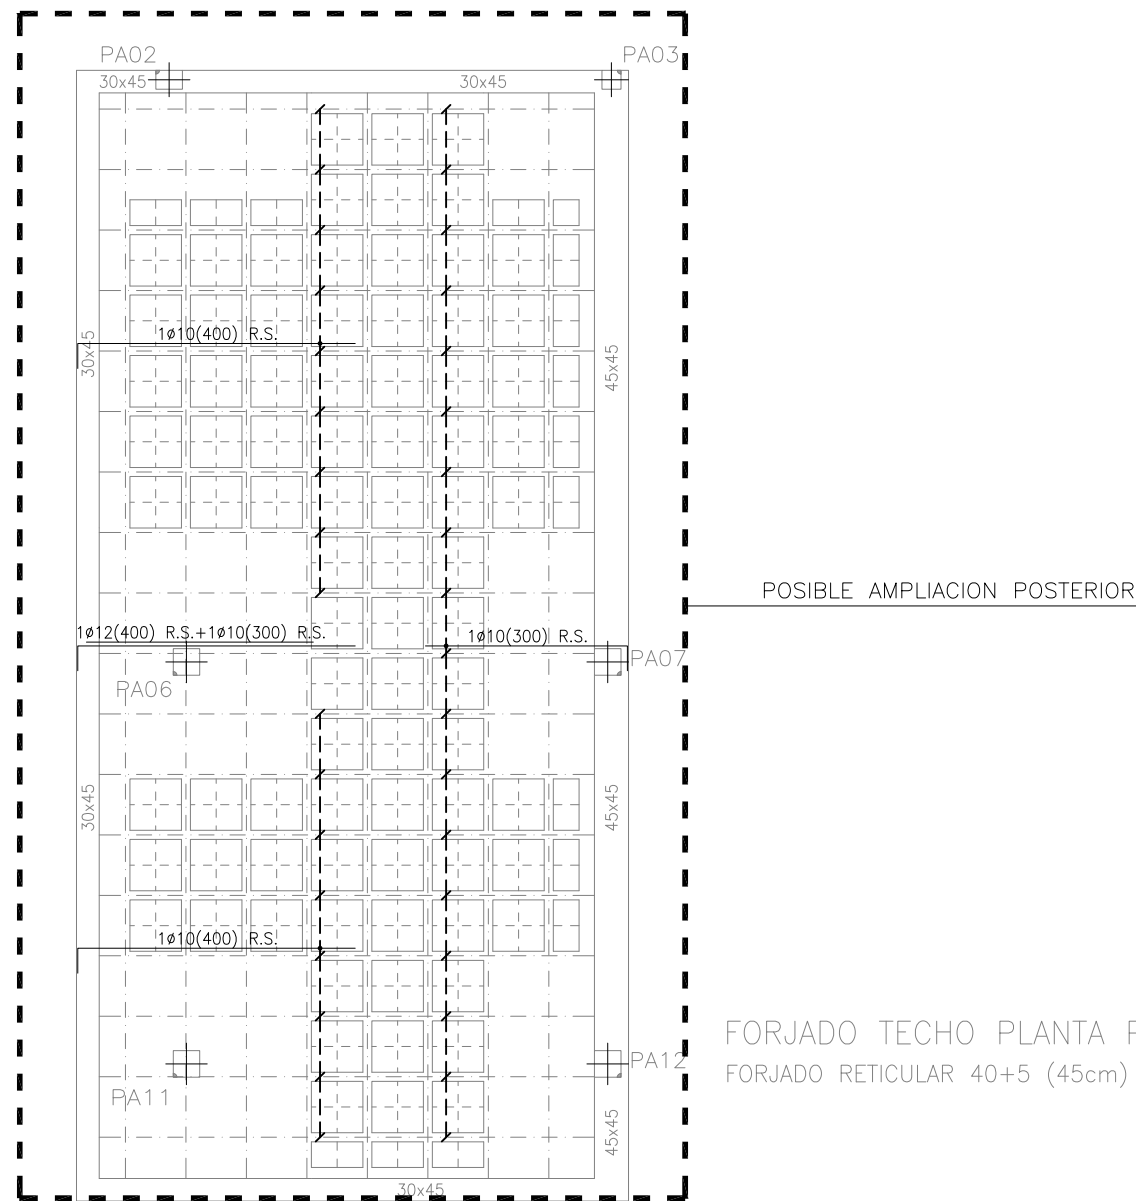 PA02
PA03
30x45
30x45
1ø10(400) R.S.
30x45
45x45
POSIBLE AMPLIACION POSTERIOR
1ø12(400) R.S.+1ø10(300) R.S.
1ø10(300) R.S.
PA07
PA06
30x45
45x45
1ø10(400) R.S.
FORJADO TECHO PLANTA
FORJADO RETICULAR 40+5 (45cm)
PA12
PA11
45x45
30x45